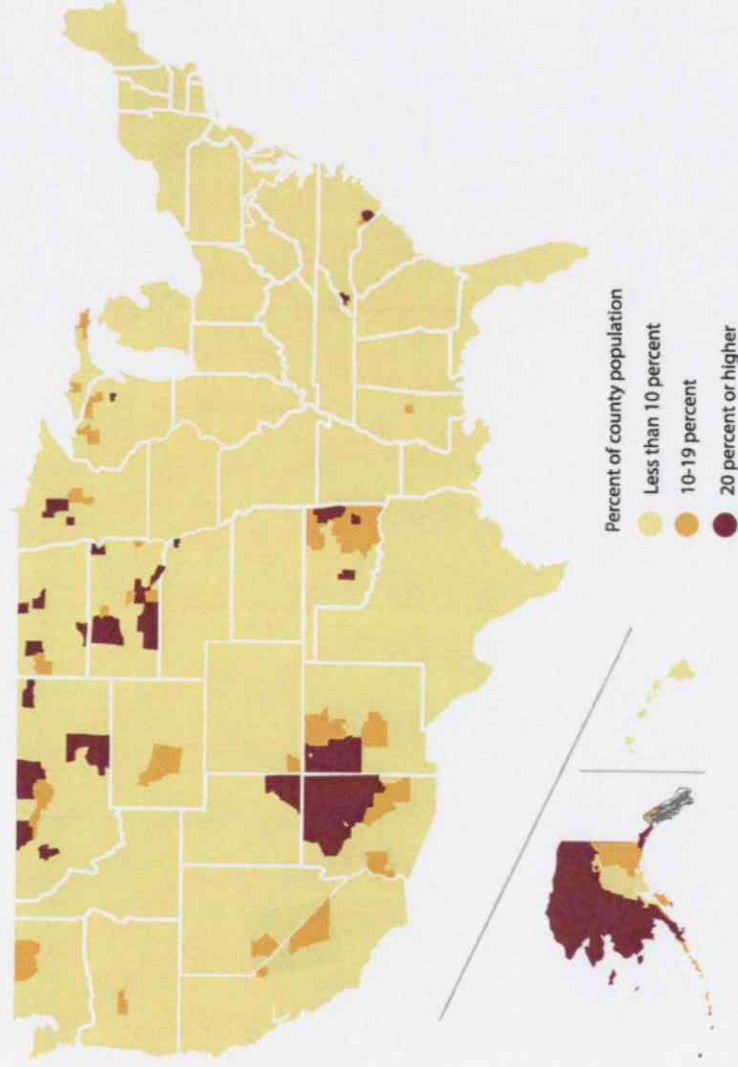 Percent of county population
Less than 10 percent
10-19 percent
20 percent or higher